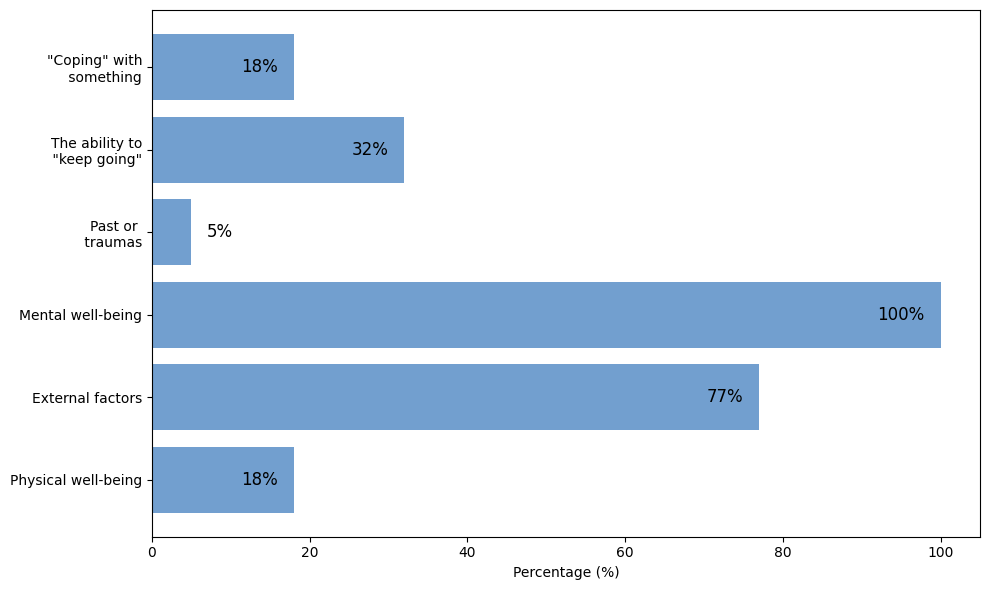 "Coping" with
something
18%
The ability to
"keep going"
32%
Past or
traumas
5%
Mental well-being
100%
External factors
77%
Physical well-being
18%
0 20 40 60 80 100
Percentage (%)